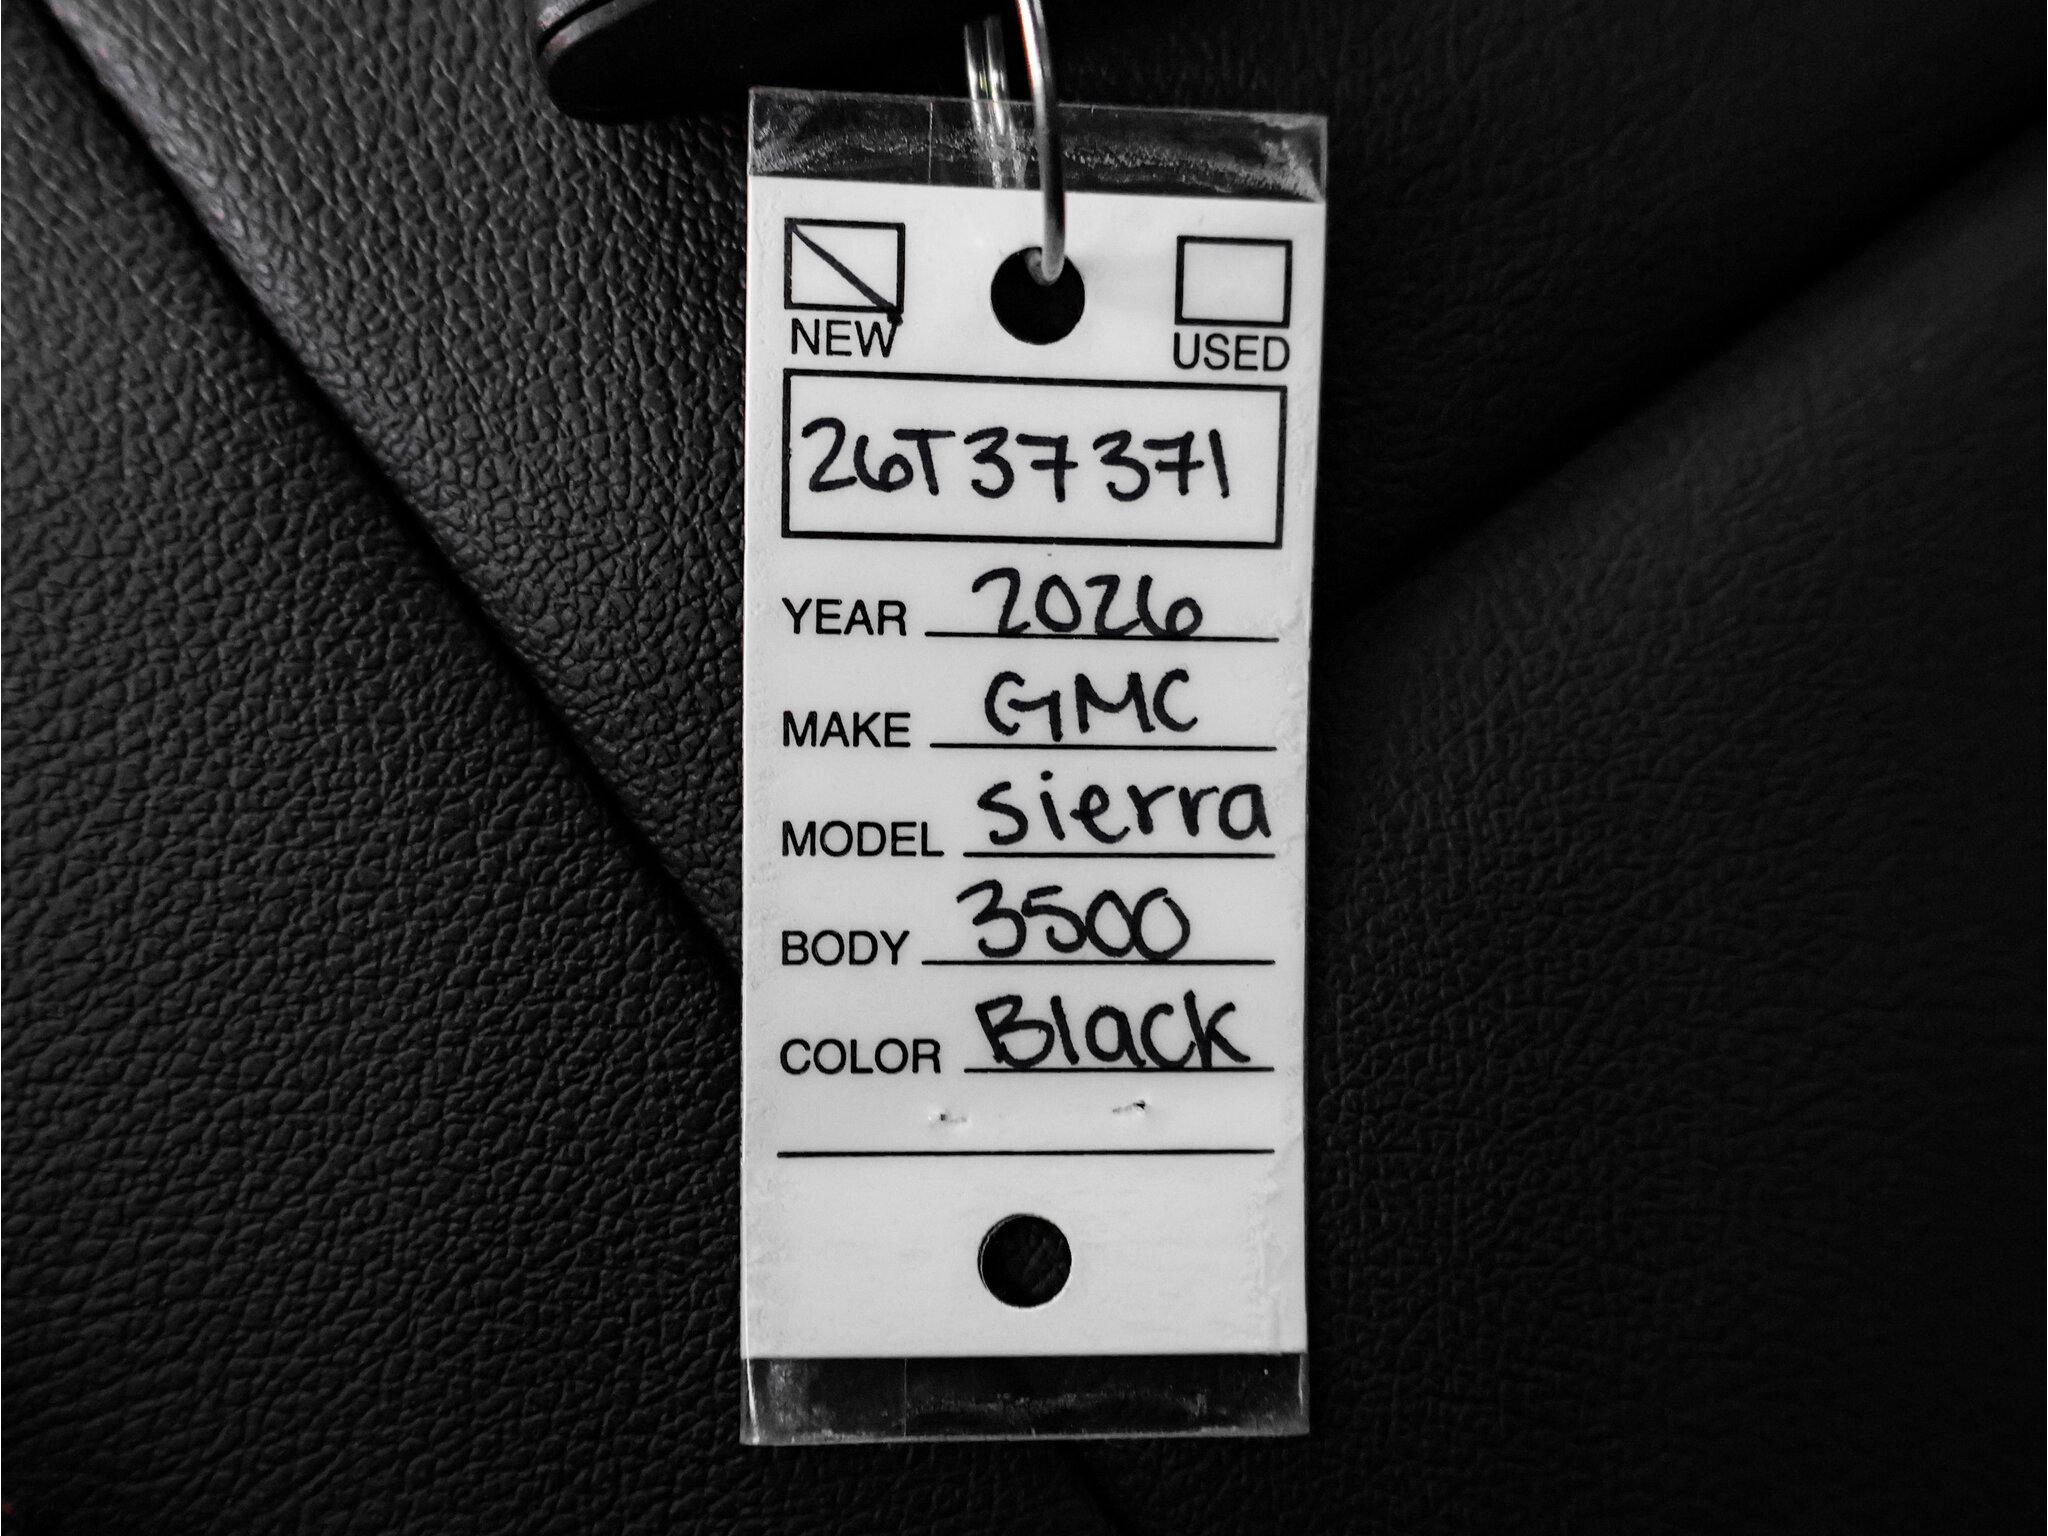 NEW USED
26T37371
YEAR 2026
MAKE GMC
MODEL Sierra
BODY 3500
COLOR Black